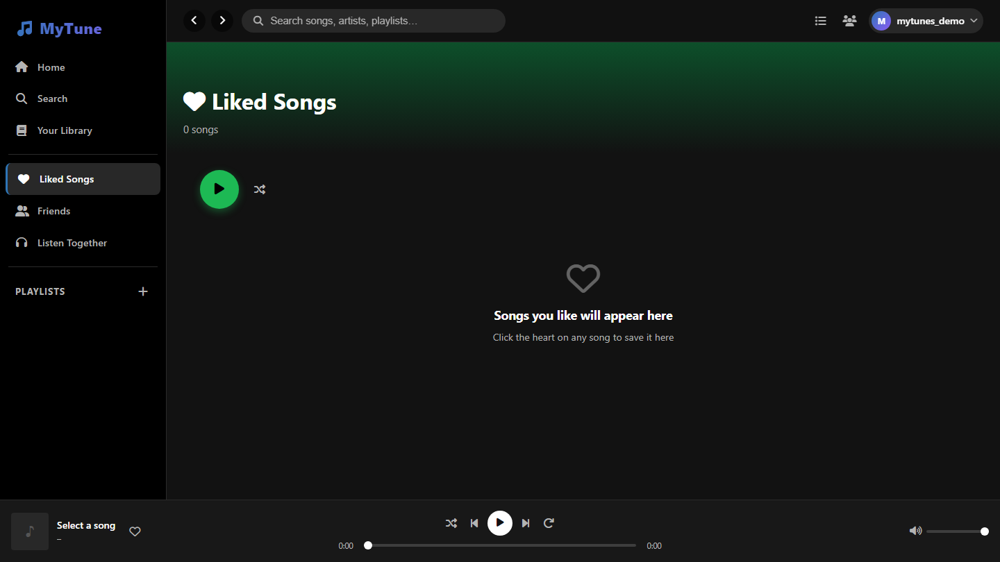 MyTune
Home
Search
Your Library
Liked Songs
Friends
Listen Together
PLAYLISTS
Search songs, artists, playlists…
M mytunes_demo
Liked Songs
0 songs
Songs you like will appear here
Click the heart on any song to save it here
Select a song
–
0:00
0:00